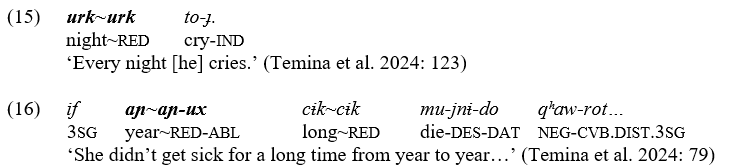 (15) urk~urk to-ɟ.
night~RED cry-IND
‘Every night [he] cries.’ (Temina et al. 2024: 123)
(16) if aɲ~aɲ-ux cɨk~cɨk mu-jnɨ-do qʰaw-rot…
3SG year~RED-ABL long~RED die-DES-DAT NEG-CVB.DIST.3SG
‘She didn’t get sick for a long time from year to year…’ (Temina et al. 2024: 79)